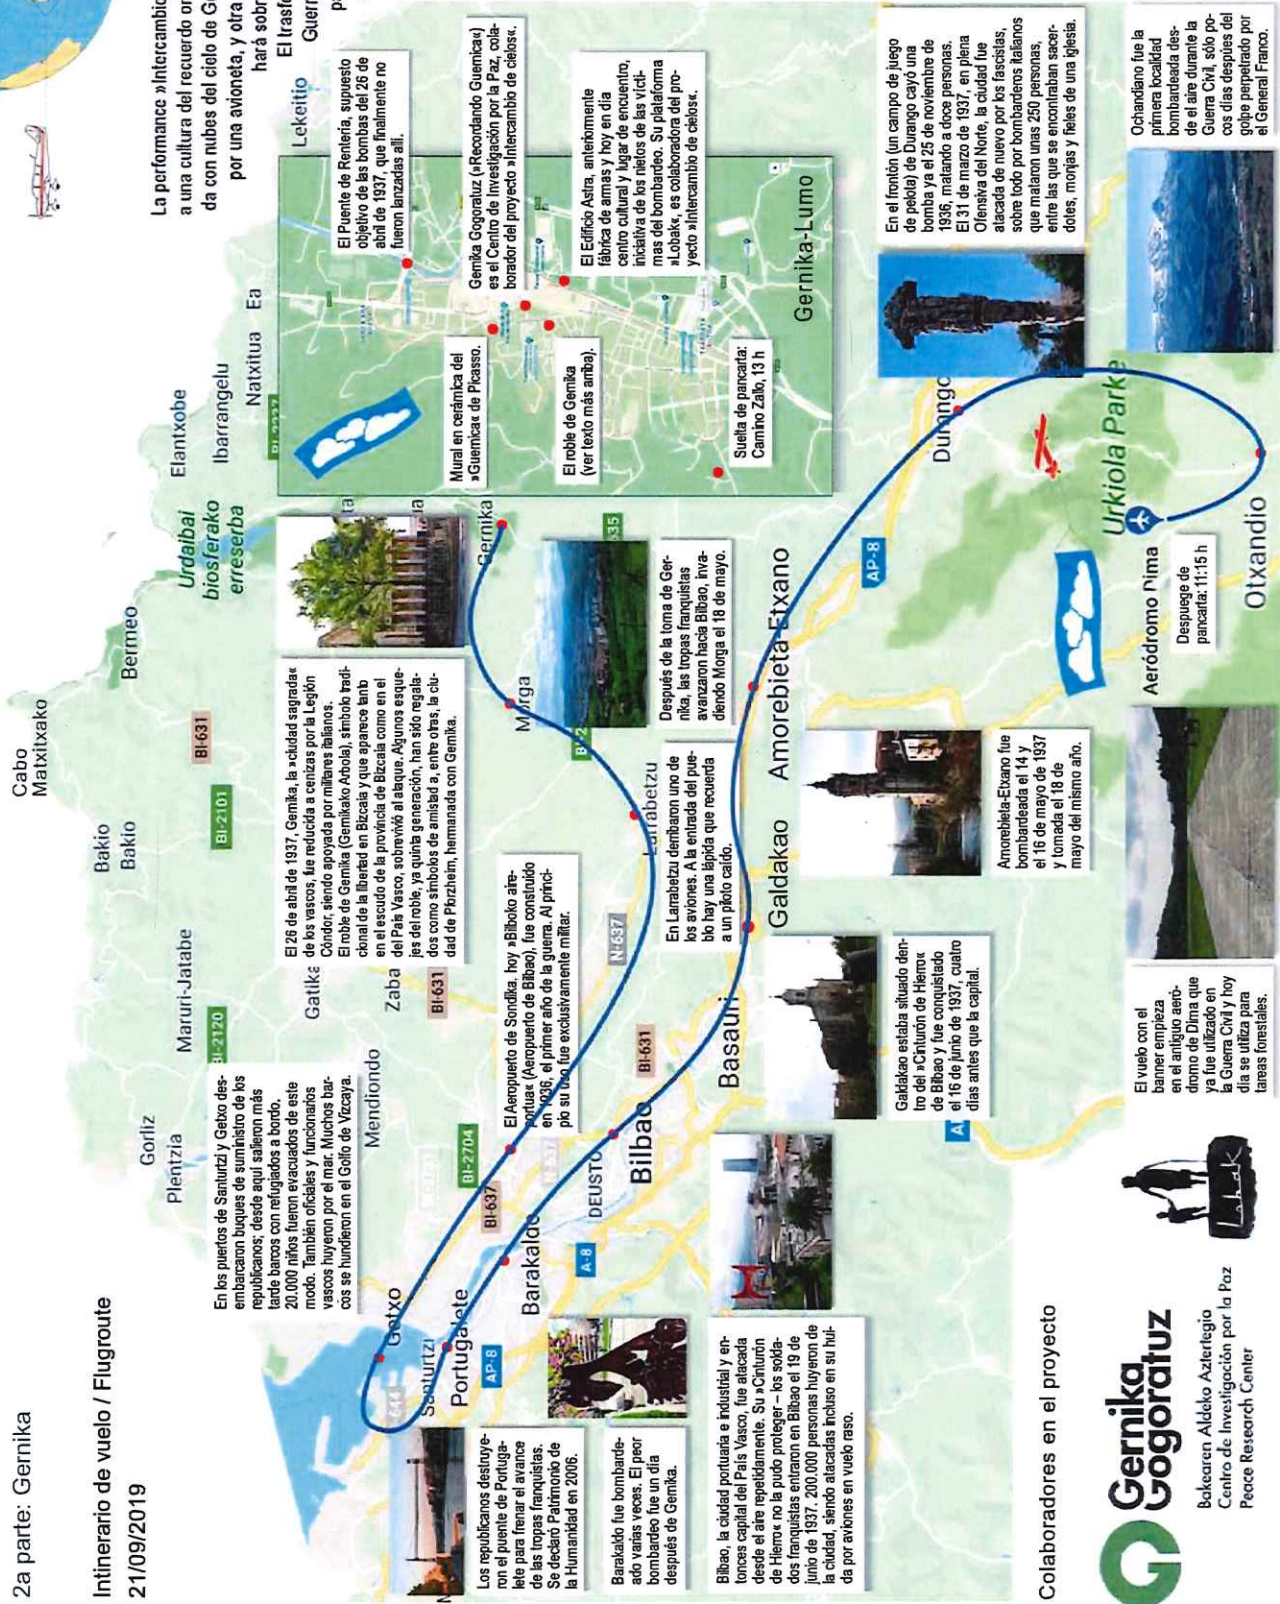 2a parte: Gernika
Intinerario de vuelo / Flugroute
21/09/2019
La porformance »Intercambio
a una cultura del recuerdo
da con nubes del cielo de
por una avioneta, y otra
hará
El
En los puertos de Santurtzi y Getxo des-
embarcaron buques de suministro de los
republicanos; desde aquí salieron más
tarde barcos con refugiados a bordo.
20.000 niños fueron evacuados de este
modo. También oficiales y funcionarios
vascos huyeron por el mar. Muchos bar-
cos se hundieron en el Golfo de Vizcaya.
El 26 de abril de 1937, Gernika, la »ciudad sagrada«
de los vascos, fue reducida a cenizas por la Legión
Cóndor, siendo apoyada por militares italianos.
El roble de Gernika (Gernikako Arbola), símbolo tradi-
cional de la libertad en Bizcaia y que aparece tanto
en el escudo de la provincia de Bizcaia como en el
del País Vasco, sobrevivió al ataque. Algunos esque-
jes del roble, ya quinta generación, han sido regala-
dos como símbolos de amistad a, entre otras, la ciu-
dad de Pforzheim, hermanada con Gernika.
El Puente de Rentería, supuesto
objetivo de las bombas del 26 de
abril de 1937, que finalmente no
fueron lanzadas allí.
Gernika Gogoratuz (»Recordando Guernica«)
es el Centro de Investigación por la Paz, cola-
borador del proyecto »Intercambio de cielos«.
El Edificio Astra, anteriormente
fábrica de armas y hoy en día
centro cultural y lugar de encuentro,
iniciativa de los nietos de las vícti-
mas del bombardeo. Su plataforma
»Lobak«, es colaboradora del pro-
yecto »Intercambio de cielos«.
Mural en cerámica del
»Guernica« de Picasso.
El roble de Gernika
(ver texto más arriba).
Suelta de pancarta:
Camino Zallo, 13 h
Gernika-Lumo
Cabo
Matxitxako
Bakio
Bakio
Bermeo
Gorliz
Plentzia
Maruri-Jatabe
Elantxobe
Ibarrangelu
Natxitua
Ea
Lekeitio
Urdaibai
biosferako
erreserba
BI-631
BI-2101
BI-2120
Mendiondo
BI-631
Gernika
Morga
Larrabetzu
Getxo
Santurtzi
Portugalete
Barakaldo
DEUSTO
Bilbao
Basauri
Galdakao
Amorebieta-Etxano
Durango
Otxandio
Urkiola Parke
BI-2704
BI-637
N-637
BI-631
A-8
AP-8
AP-8
El Aeropuerto de Sondika, hoy »Bilboko aire-
portua« (Aeropuerto de Bilbao), fue construido
en 1936, el primer año de la guerra. Al princi-
pio su uso fue exclusivamente militar.
En Larrabetzu derribaron uno de
los aviones. A la entrada del pue-
blo hay una lápida que recuerda
a un piloto caído.
Después de la toma de Ger-
nika, las tropas franquistas
avanzaron hacia Bilbao, inva-
diendo Morga el 18 de mayo.
En el frontón (un campo de juego
de pelota) de Durango cayó una
bomba ya el 25 de noviembre de
1936, matando a doce personas.
El 31 de marzo de 1937, en plena
Ofensiva del Norte, la ciudad fue
atacada de nuevo por los fascistas,
sobre todo por bombarderos italianos
que mataron unas 250 personas,
entre las que se encontraban sacer-
dotes, monjas y fieles de una iglesia.
Ochandiano fue la
primera localidad
bombardeada des-
de el aire durante la
Guerra Civil, sólo po-
cos días despúes del
golpe perpetrado por
el General Franco.
Los republicanos destruye-
ron el puente de Portuga-
lete para frenar el avance
de las tropas franquistas.
Se declaró Patrimonio de
la Humanidad en 2006.
Barakaldo fue bombarde-
ado varias veces. El peor
bombardeo fue un día
después de Gernika.
Bilbao, la ciudad portuaria e industrial y en-
tonces capital del País Vasco, fue atacada
desde el aire repetidamente. Su »Cinturón
de Hierro« no la pudo proteger – los solda-
dos franquistas entraron en Bilbao el 19 de
junio de 1937. 200.000 personas huyeron de
la ciudad, siendo atacadas incluso en su hui-
da por aviones en vuelo raso.
Galdakao estaba situado den-
tro del »Cinturón de Hierro«
de Bilbao y fue conquistado
el 16 de junio de 1937, cuatro
días antes que la capital.
Amorebieta-Etxano fue
bombardeada el 14 y
el 16 de mayo de 1937
y tomada el 18 de
mayo del mismo año.
Aeródromo Dima
Despuege de
pancarta: 11:15 h
El vuelo con el
banner empieza
en el antiguo aeró-
dromo de Dima que
ya fue utilizado en
la Guerra Civil y hoy
día se utiliza para
tareas forestales.
Colaboradores en el proyecto
Gernika
Gogoratuz
Bakearen Aldeko Aztertegia
Centro de Investigación por la Paz
Peace Research Center
Lobak